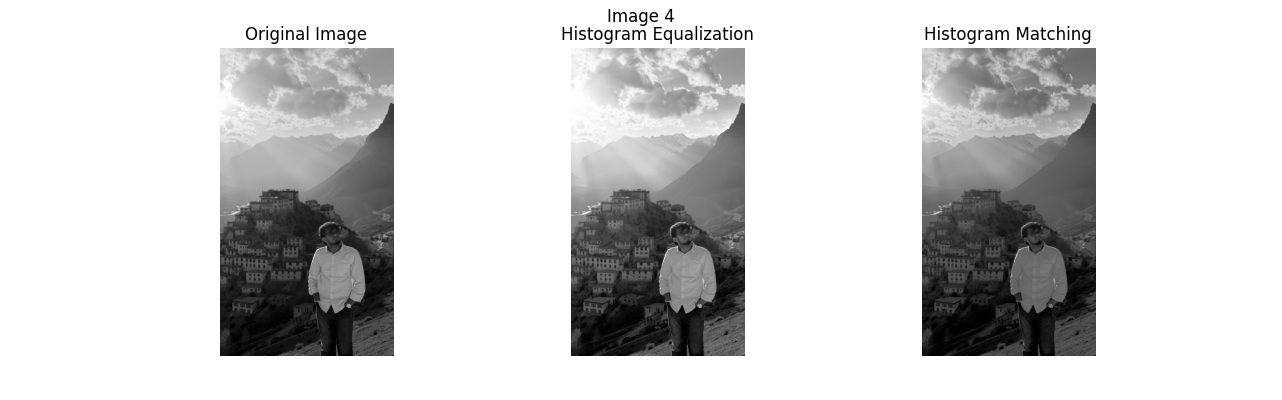 Image 4
Original Image
Histogram Equalization
Histogram Matching